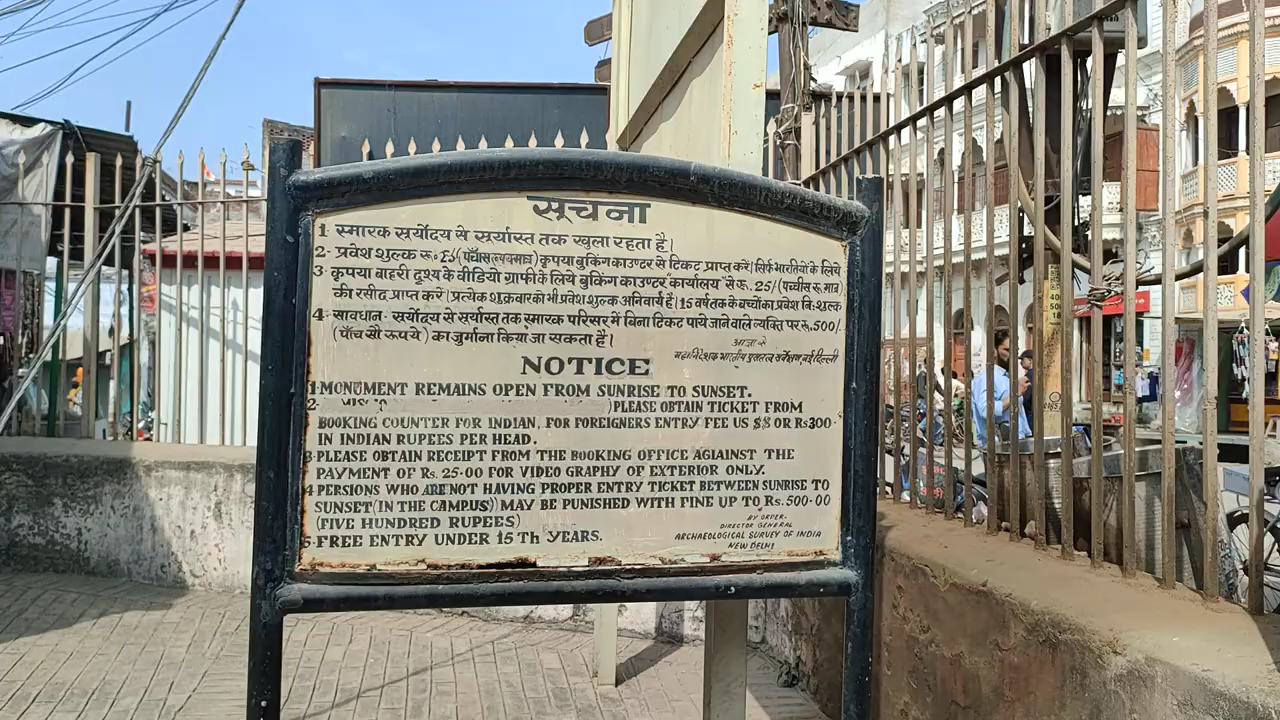 सूचना
1 स्मारक सूर्योदय से सूर्यास्त तक खुला रहता है।
2- प्रवेश शुल्क रू. 25/(पच्चीस रूपयेमात्र) कृपया बुकिंग काउन्टर से टिकट प्राप्त करें। सिर्फ भारतियों के लिये
3 कृपया बाहरी दृश्य के वीडियो ग्राफी के लिये बुकिंग काउण्टर "कार्यालय" से रू. 25/(पच्चीस रू. मात्र)
की रसीद प्राप्त करें। प्रत्येक शुक्रवार को भी प्रवेश शुल्क अनिवार्य है। 15 वर्ष तक के बच्चों का प्रवेश निःशुल्क
4- सावधान- सूर्योदय से सूर्यास्त तक स्मारक परिसर में बिना टिकट पाये जाने वाले व्यक्ति पर रू. 500/-
(पाँच सौ रूपये) का जुर्माना किया जा सकता है।
आज्ञा से
महानिदेशक भारतीय पुरातत्व सर्वेक्षण, नई दिल्ली
NOTICE
1·MONUMENT REMAINS OPEN FROM SUNRISE TO SUNSET.
2- )PLEASE OBTAIN TICKET FROM
BOOKING COUNTER FOR INDIAN, FOR FOREIGNERS ENTRY FEE US $8 OR Rs300·
IN INDIAN RUPEES PER HEAD.
3 PLEASE OBTAIN RECEIPT FROM THE BOOKING OFFICE AGIANST THE
PAYMENT OF Rs. 25·00 FOR VIDEO GRAPHY OF EXTERIOR ONLY.
4 PERSONS WHO ARE NOT HAVING PROPER ENTRY TICKET BETWEEN SUNRISE TO
SUNSET(IN THE CAMPUS) MAY BE PUNISHED WITH FINE UP TO Rs.500·00
(FIVE HUNDRED RUPEES)
5·FREE ENTRY UNDER 15 Th YEARS.
BY ORDER·
DIRECTOR GENERAL
ARCHAEOLOGICAL SURVEY OF INDIA
NEW DELHI